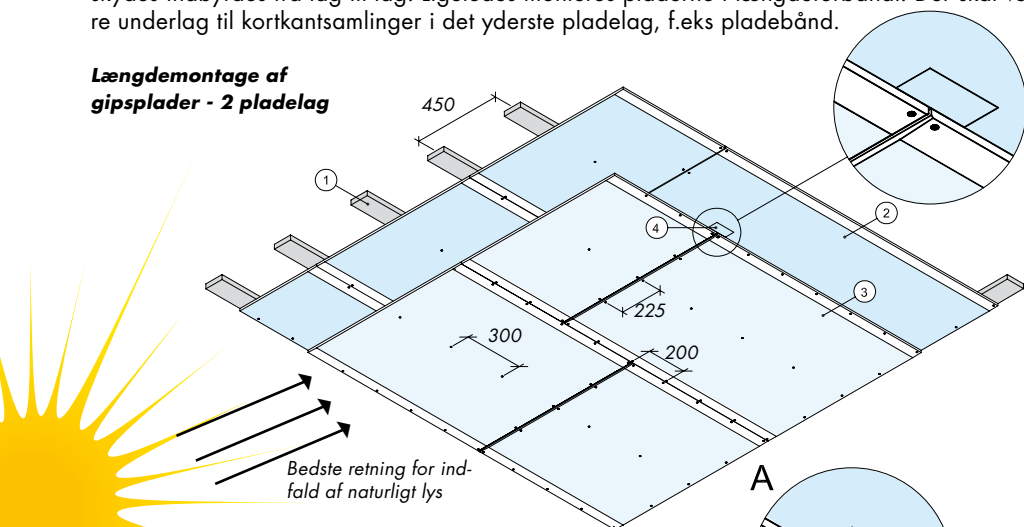 re underlag til kortkantsamlinger i det yderste pladelag, f.eks pladebånd.
Længdemontage af
gipsplader - 2 pladelag
450
1
2
4
3
225
300
200
Bedste retning for ind-
fald af naturligt lys
A